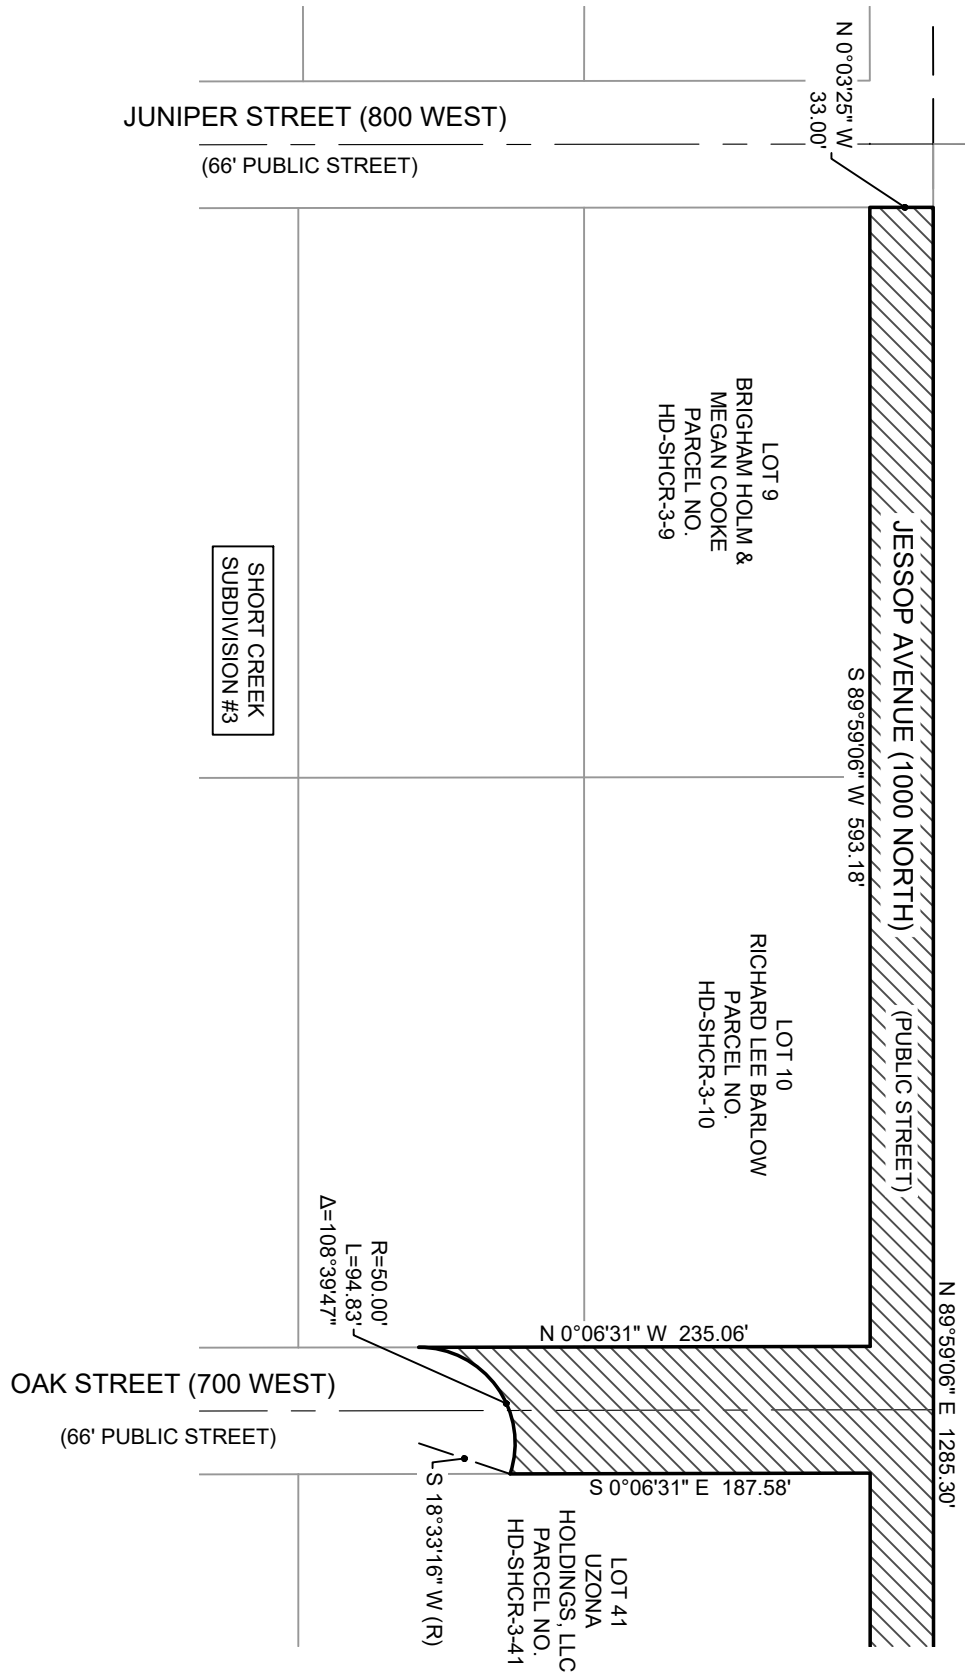 JUNIPER STREET (800 WEST)
(66' PUBLIC STREET)
N 0°03'25" W
33.00'
LOT 9
BRIGHAM HOLM &
MEGAN COOKE
PARCEL NO.
HD-SHCR-3-9
SHORT CREEK
SUBDIVISION #3
JESSOP AVENUE (1000 NORTH)
(PUBLIC STREET)
S 89°59'06" W 593.18'
LOT 10
RICHARD LEE BARLOW
PARCEL NO.
HD-SHCR-3-10
N 89°59'06" E 1285.30'
R=50.00'
L=94.83'
Δ=108°39'47"
N 0°06'31" W 235.06'
OAK STREET (700 WEST)
(66' PUBLIC STREET)
S 0°06'31" E 187.58'
S 18°33'16" W (R)
LOT 41
UZONA
HOLDINGS, LLC
PARCEL NO.
HD-SHCR-3-41